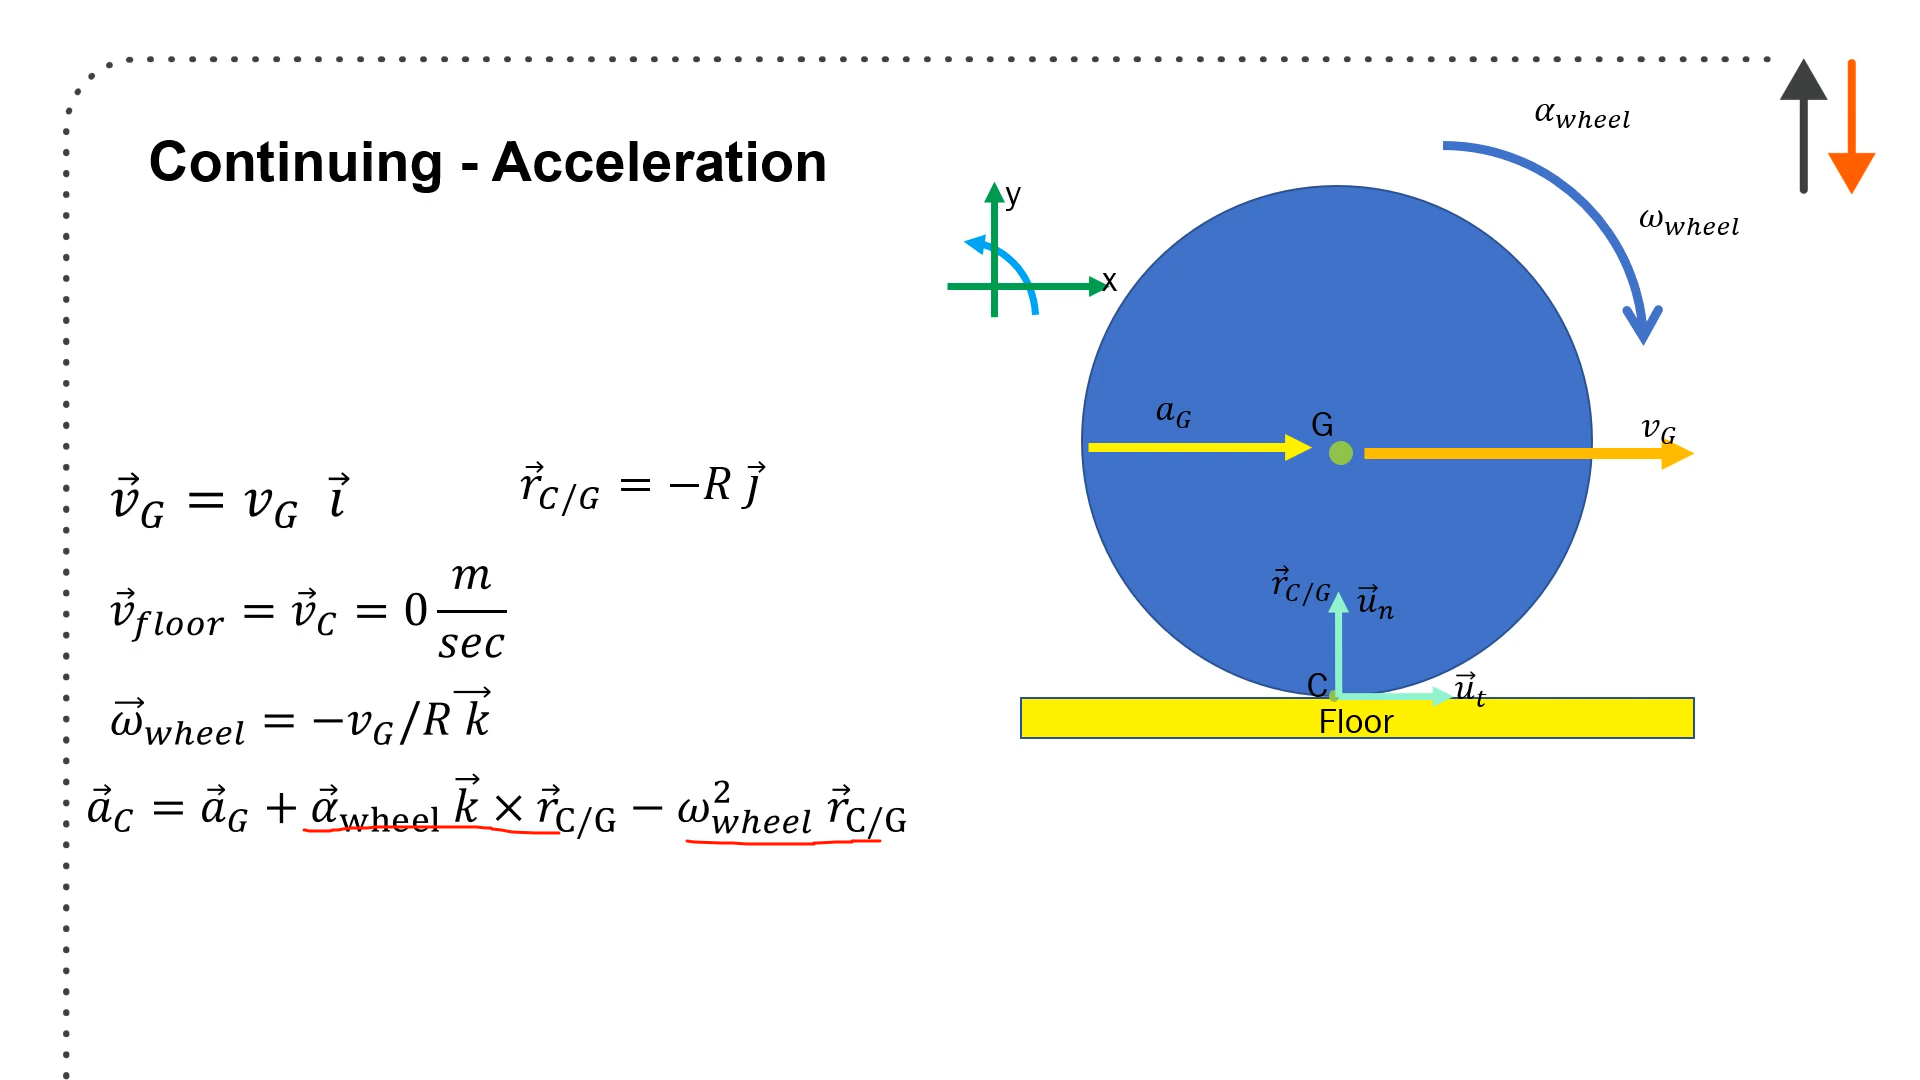 Continuing - Acceleration
α_wheel
ω_wheel
y
x
a_G
G
v_G
v⃗_G = v_G i⃗
r⃗_C/G = −R j⃗
v⃗_floor = v⃗_C = 0 m/sec
r⃗_C/G
u⃗_n
C
u⃗_t
Floor
ω⃗_wheel = −v_G/R k⃗
a⃗_C = a⃗_G + α⃗_wheel k⃗ × r⃗_C/G − ω²_wheel r⃗_C/G